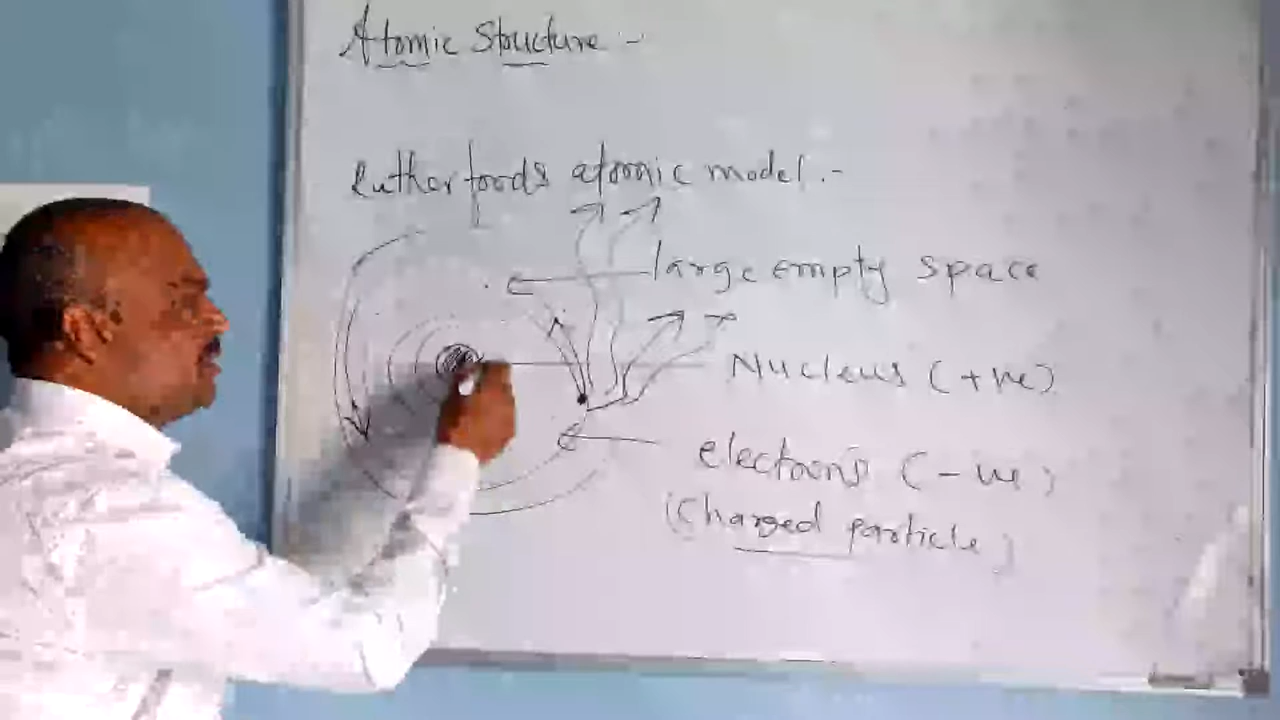 Atomic Structure :-
Rutherfords atomic model :-
large empty space
Nucleus (+ve)
electrons (-ve)
(Charged particle)